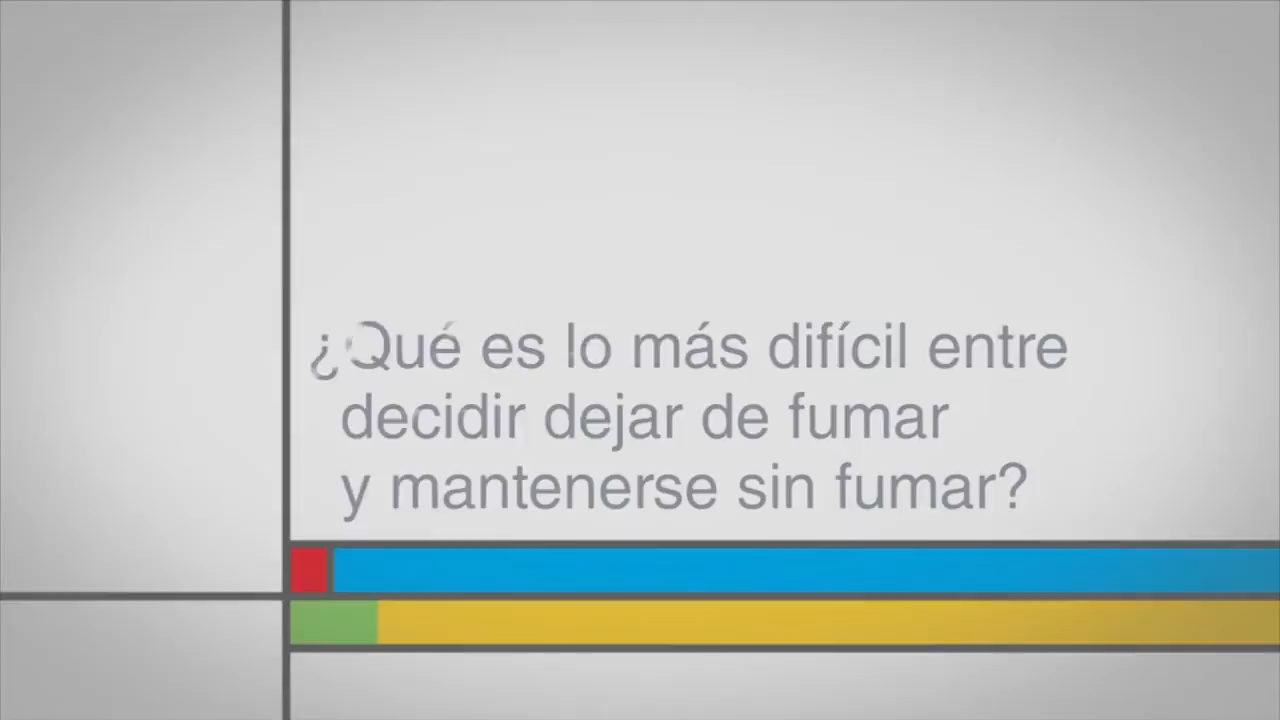 ¿Qué es lo más difícil entre
decidir dejar de fumar
y mantenerse sin fumar?